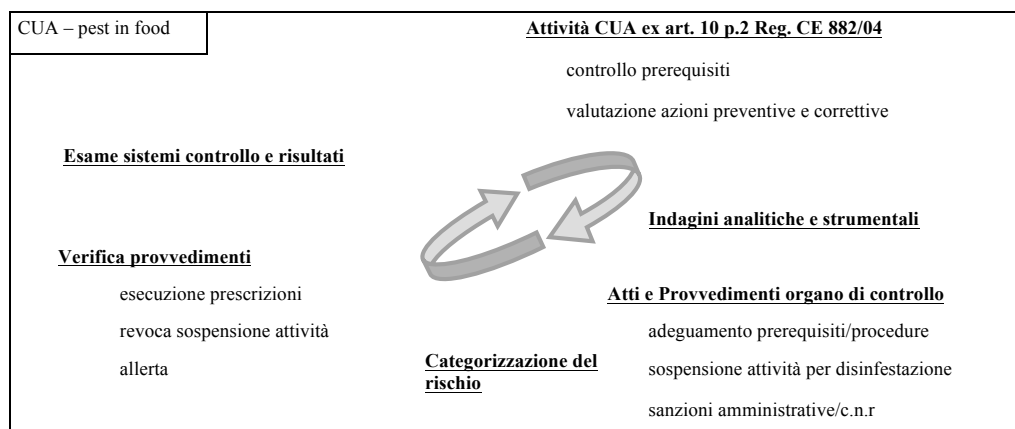 CUA – pest in food
Attività CUA ex art. 10 p.2 Reg. CE 882/04
controllo prerequisiti
valutazione azioni preventive e correttive
Esame sistemi controllo e risultati
Indagini analitiche e strumentali
Verifica provvedimenti
esecuzione prescrizioni
revoca sospensione attività
allerta
Atti e Provvedimenti organo di controllo
adeguamento prerequisiti/procedure
sospensione attività per disinfestazione
sanzioni amministrative/c.n.r
Categorizzazione del
rischio